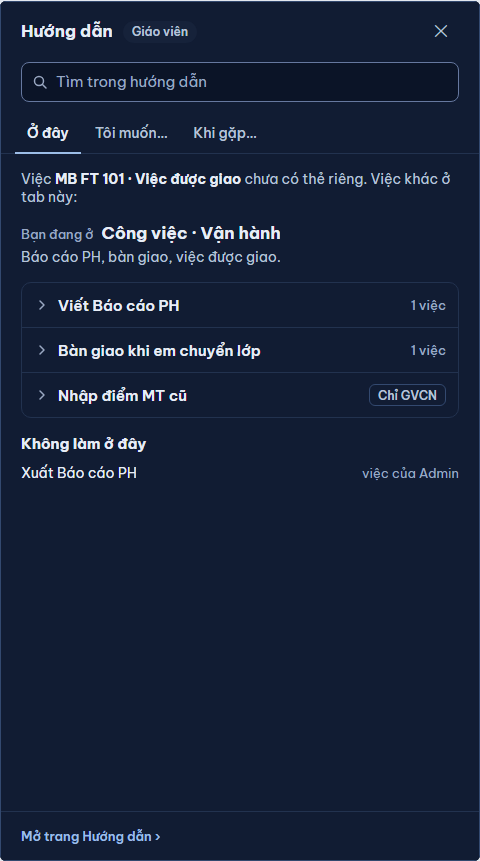 Hướng dẫn Giáo viên
Tìm trong hướng dẫn
Ở đây Tôi muốn... Khi gặp...
Việc MB FT 101 · Việc được giao chưa có thẻ riêng. Việc khác ở
tab này:
Bạn đang ở Công việc · Vận hành
Báo cáo PH, bàn giao, việc được giao.
Viết Báo cáo PH 1 việc
Bàn giao khi em chuyển lớp 1 việc
Nhập điểm MT cũ Chỉ GVCN
Không làm ở đây
Xuất Báo cáo PH việc của Admin
Mở trang Hướng dẫn ›